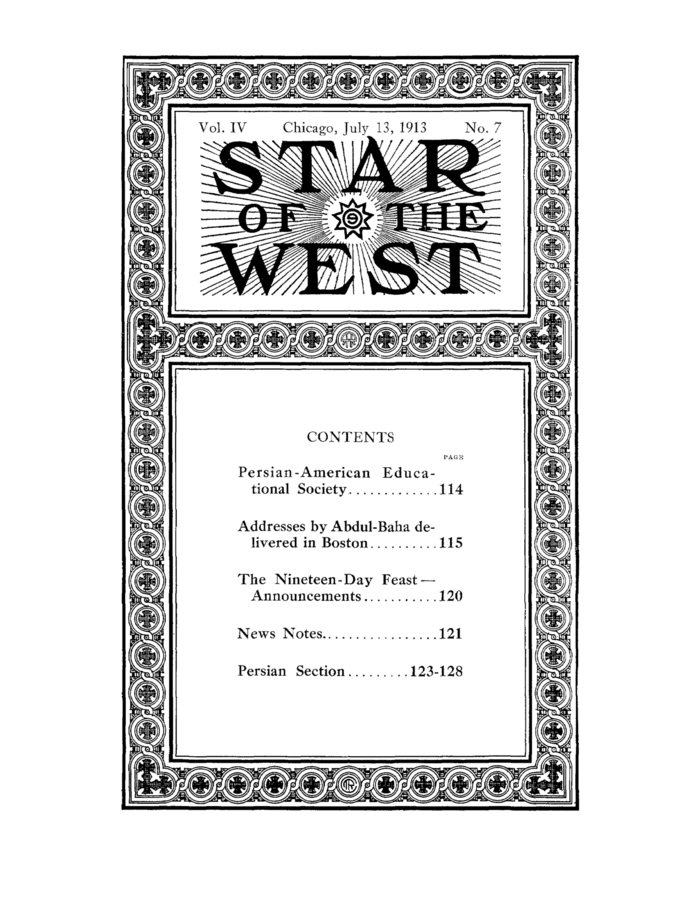 Vol. IV Chicago, July 13, 1913 No. 7
STAR
OF THE
WEST
CONTENTS
PAGE
Persian-American Educa-
tional Society.............114
Addresses by Abdul-Baha de-
livered in Boston..........115
The Nineteen-Day Feast—
Announcements...........120
News Notes.................121
Persian Section.........123-128